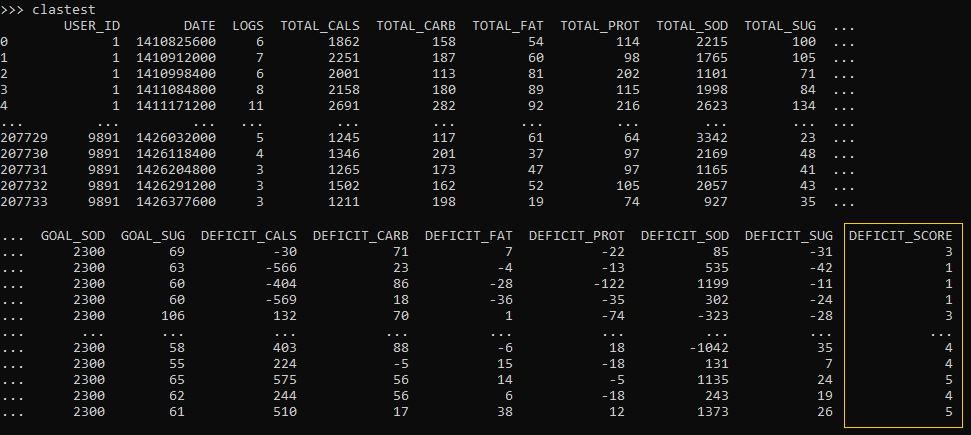 >>> clastest
USER_ID DATE LOGS TOTAL_CALS TOTAL_CARB TOTAL_FAT TOTAL_PROT TOTAL_SOD TOTAL_SUG ...
0 1 1410825600 6 1862 158 54 114 2215 100 ...
1 1 1410912000 7 2251 187 60 98 1765 105 ...
2 1 1410998400 6 2001 113 81 202 1101 71 ...
3 1 1411084800 8 2158 180 89 115 1998 84 ...
4 1 1411171200 11 2691 282 92 216 2623 134 ...
... ... ... ... ... ... ... ... ... ... ...
207729 9891 1426032000 5 1245 117 61 64 3342 23 ...
207730 9891 1426118400 4 1346 201 37 97 2169 48 ...
207731 9891 1426204800 3 1265 173 47 97 1165 41 ...
207732 9891 1426291200 3 1502 162 52 105 2057 43 ...
207733 9891 1426377600 3 1211 198 19 74 927 35 ...
... GOAL_SOD GOAL_SUG DEFICIT_CALS DEFICIT_CARB DEFICIT_FAT DEFICIT_PROT DEFICIT_SOD DEFICIT_SUG DEFICIT_SCORE
... 2300 69 -30 71 7 -22 85 -31 3
... 2300 63 -566 23 -4 -13 535 -42 1
... 2300 60 -404 86 -28 -122 1199 -11 1
... 2300 60 -569 18 -36 -35 302 -24 1
... 2300 106 132 70 1 -74 -323 -28 3
... ... ... ... ... ... ... ... ... ...
... 2300 58 403 88 -6 18 -1042 35 4
... 2300 55 224 -5 15 -18 131 7 4
... 2300 65 575 56 14 -5 1135 24 5
... 2300 62 244 56 6 -18 243 19 4
... 2300 61 510 17 38 12 1373 26 5